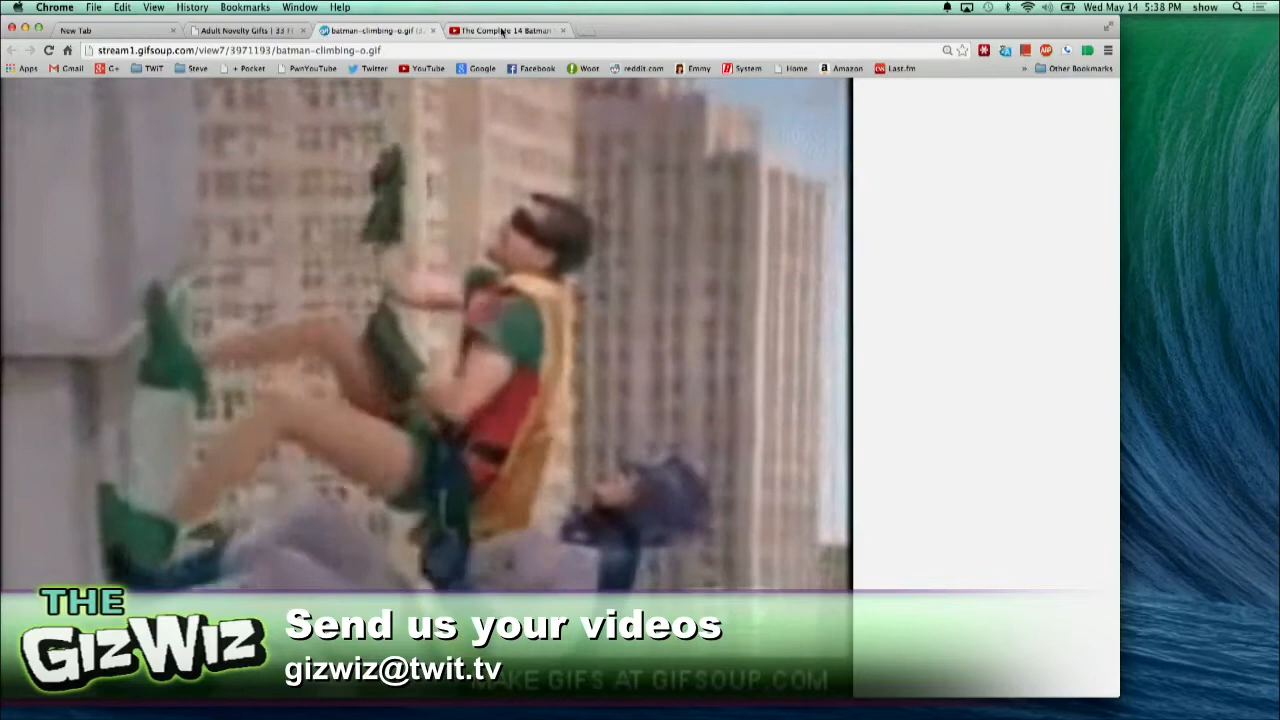 Chrome File Edit View History Bookmarks Window Help
Wed May 14 5:38 PM show
New Tab
Adult Novelty Gifts | 33 F
batman-climbing-o.gif (3
The Complete 14 Batman
stream1.gifsoup.com/view7/3971193/batman-climbing-o.gif
Apps Gmail G+ TWiT Steve + Pocket PwnYouTube Twitter YouTube Google Facebook Woot reddit.com Emmy System Home Amazon Last.fm » Other Bookmarks
THE
GIZWIZ
Send us your videos
gizwiz@twit.tv
MAKE GIFS AT GIFSOUP.COM